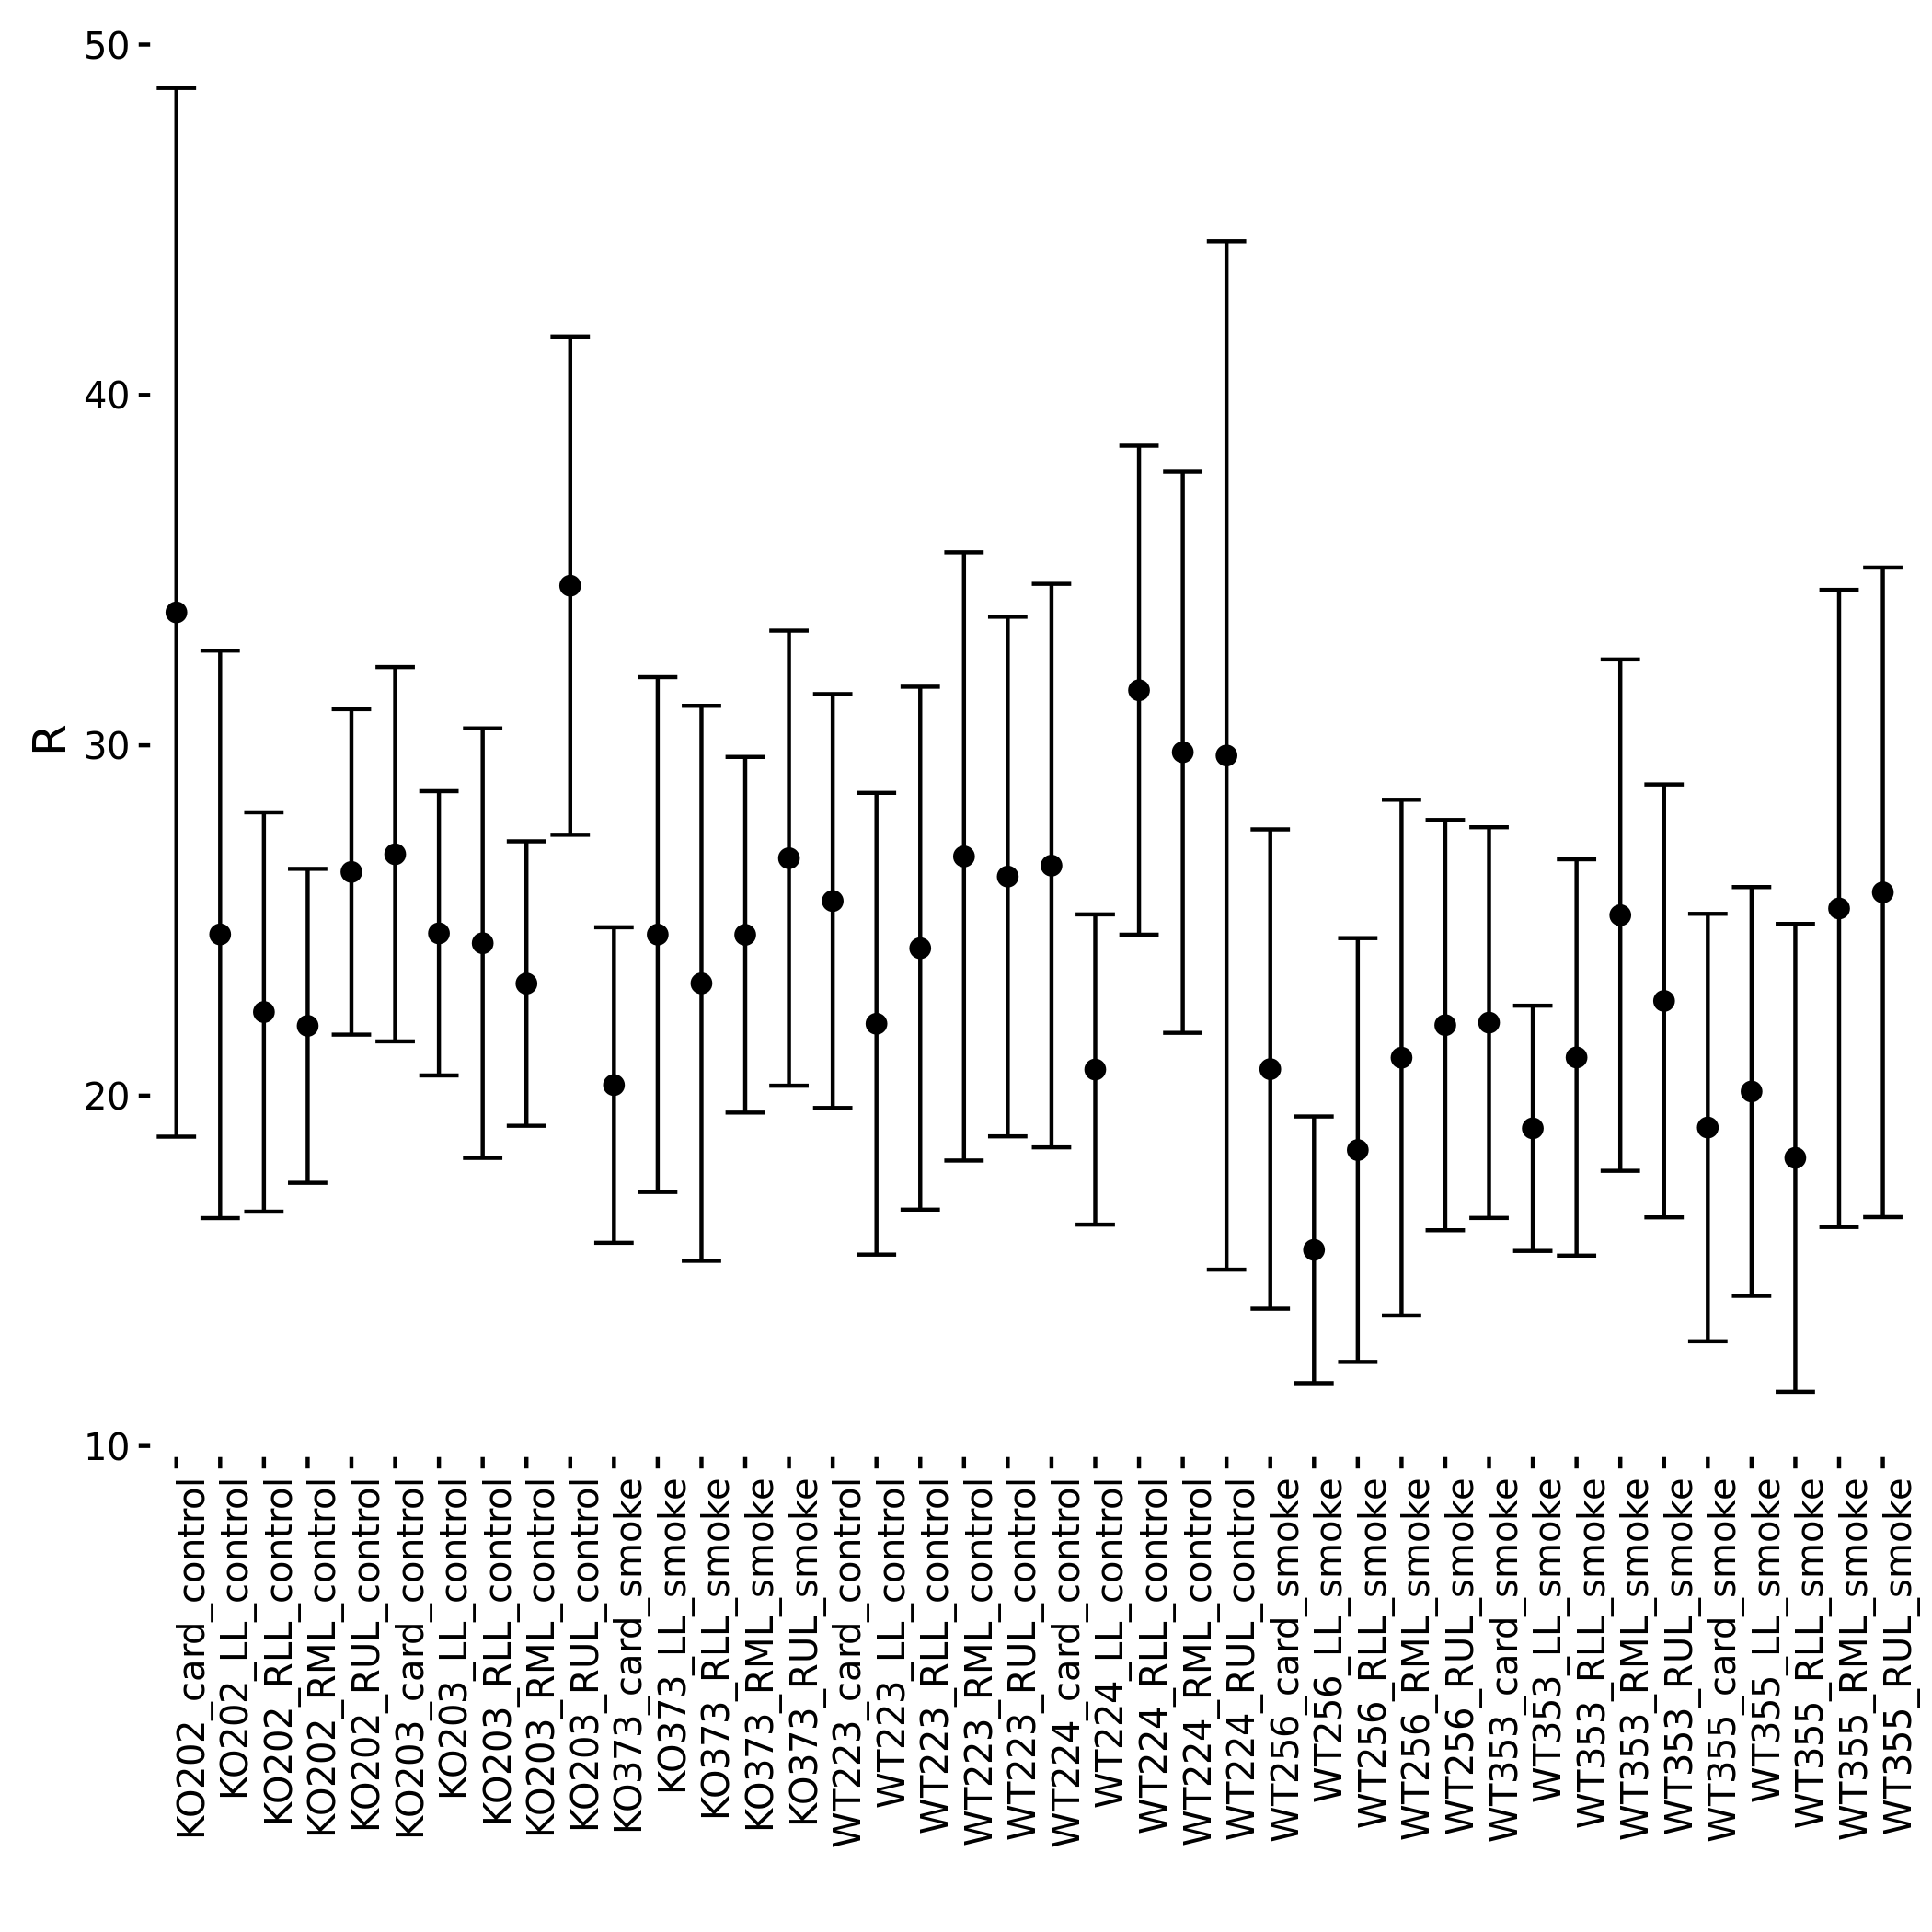 50
40
30
20
10
R
KO202_card_control
KO202_LL_control
KO202_RLL_control
KO202_RML_control
KO202_RUL_control
KO203_card_control
KO203_LL_control
KO203_RLL_control
KO203_RML_control
KO203_RUL_control
KO373_card_smoke
KO373_LL_smoke
KO373_RLL_smoke
KO373_RML_smoke
KO373_RUL_smoke
WT223_card_control
WT223_LL_control
WT223_RLL_control
WT223_RML_control
WT223_RUL_control
WT224_card_control
WT224_LL_control
WT224_RLL_control
WT224_RML_control
WT224_RUL_control
WT256_card_smoke
WT256_LL_smoke
WT256_RLL_smoke
WT256_RML_smoke
WT256_RUL_smoke
WT353_card_smoke
WT353_LL_smoke
WT353_RLL_smoke
WT353_RML_smoke
WT353_RUL_smoke
WT355_card_smoke
WT355_LL_smoke
WT355_RLL_smoke
WT355_RML_smoke
WT355_RUL_smoke